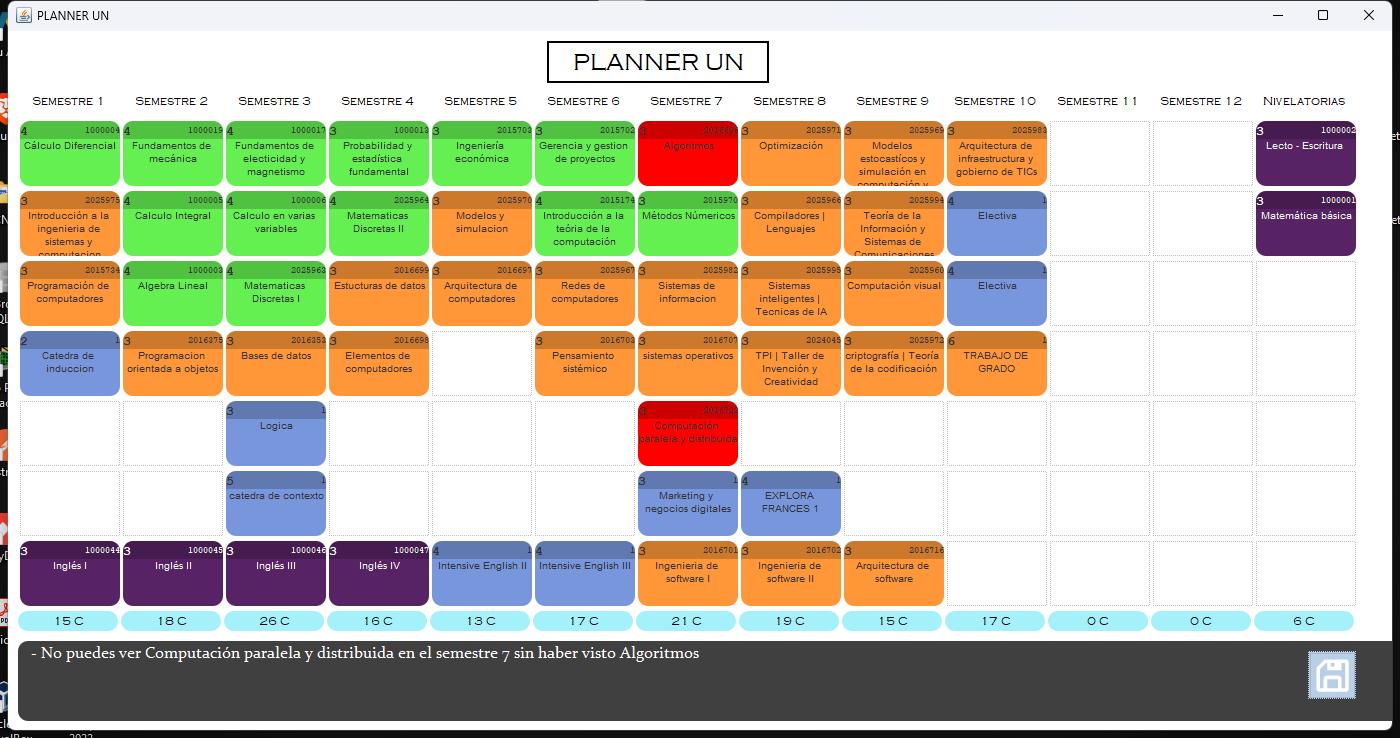 PLANNER UN
PLANNER UN
SEMESTRE 1 SEMESTRE 2 SEMESTRE 3 SEMESTRE 4 SEMESTRE 5 SEMESTRE 6 SEMESTRE 7 SEMESTRE 8 SEMESTRE 9 SEMESTRE 10 SEMESTRE 11 SEMESTRE 12 NIVELATORIAS
4 1000004
Cálculo Diferencial
4 1000019
Fundamentos de
mecánica
4 1000017
Fundamentos de
electicidad y
magnetismo
3 1000013
Probabilidad y
estadística
fundamental
3 2015703
Ingeniería
económica
3 2015702
Gerencia y gestion
de proyectos
Algoritmos
3 2025971
Optimización
3 2025969
Modelos
estocastícos y
simulación en
computación y
3 2025983
Arquitectura de
infraestructura y
gobierno de TICs
3 1000002
Lecto - Escritura
3 2025975
Introducción a la
ingenieria de
sistemas y
computacion
4 1000005
Calculo Integral
4 1000006
Calculo en varias
variables
4 2025964
Matematicas
Discretas II
3 2025970
Modelos y
simulacion
4 2015174
Introducción a la
teória de la
computación
3 2015970
Métodos Númericos
3 2025966
Compiladores |
Lenguajes
3 2025994
Teoría de la
Información y
Sistemas de
Comunicaciones
4 1
Electiva
3 1000001
Matemática básica
3 2015734
Programación de
computadores
4 1000003
Algebra Lineal
4 2025963
Matematicas
Discretas I
3 2016699
Estucturas de datos
3 2016697
Arquitectura de
computadores
3 2025967
Redes de
computadores
3 2025982
Sistemas de
informacion
3 2025995
Sistemas
inteligentes |
Tecnicas de IA
3 2025960
Computación visual
4 1
Electiva
2 1
Catedra de
induccion
3 2016375
Programacion
orientada a objetos
3 2016353
Bases de datos
3 2016698
Elementos de
computadores
3 2016703
Pensamiento
sistémico
3 2016707
sistemas operativos
3 2024045
TPI | Taller de
Invención y
Creatividad
3 2025972
criptografía | Teoría
de la codificación
6 1
TRABAJO DE
GRADO
3 1
Logica
Computación
paralela y distribuida
5 1
catedra de contexto
3 1
Marketing y
negocios digitales
4 1
EXPLORA
FRANCES 1
3 1000044
Inglés I
3 1000045
Inglés II
3 1000046
Inglés III
3 1000047
Inglés IV
4 1
Intensive English II
4 1
Intensive English III
3 2016701
Ingenieria de
software I
3 2016702
Ingenieria de
software II
3 2016716
Arquitectura de
software
15 C 18 C 26 C 16 C 13 C 17 C 21 C 19 C 15 C 17 C 0 C 0 C 6 C
- No puedes ver Computación paralela y distribuida en el semestre 7 sin haber visto Algoritmos